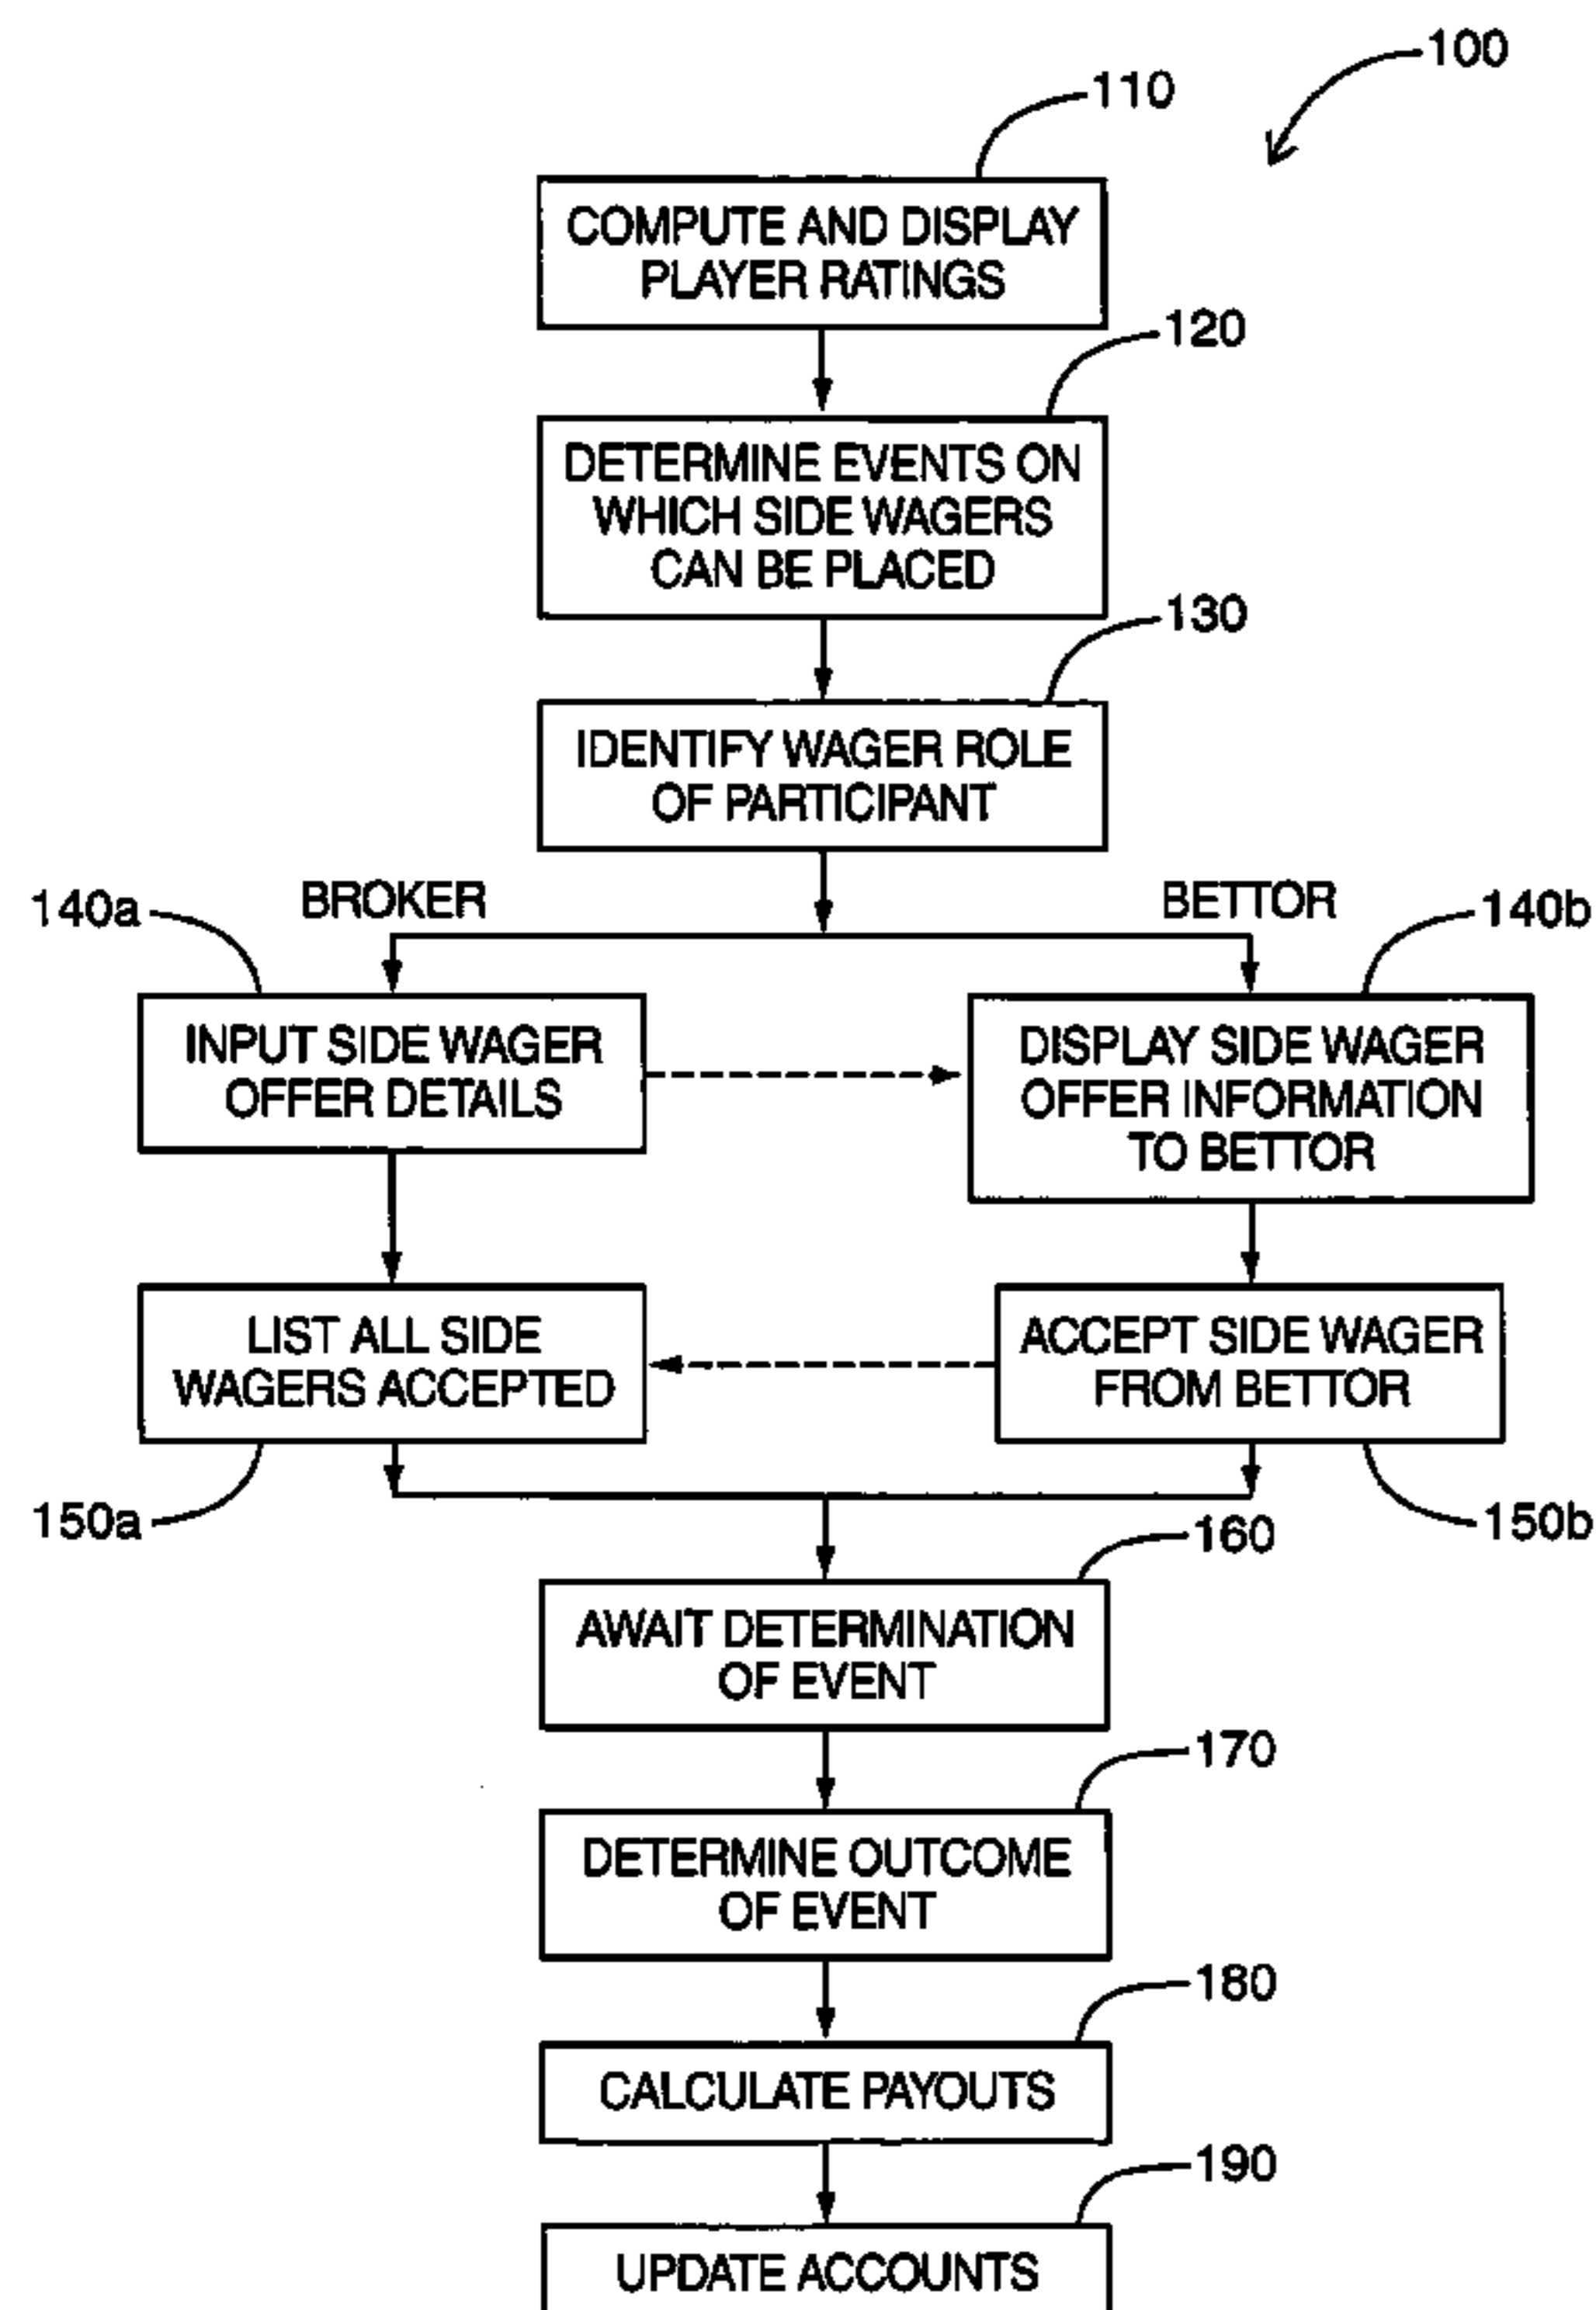 100
110
COMPUTE AND DISPLAY
PLAYER RATINGS
120
DETERMINE EVENTS ON
WHICH SIDE WAGERS
CAN BE PLACED
130
IDENTIFY WAGER ROLE
OF PARTICIPANT
140a
BROKER
BETTOR
140b
INPUT SIDE WAGER
OFFER DETAILS
DISPLAY SIDE WAGER
OFFER INFORMATION
TO BETTOR
LIST ALL SIDE
WAGERS ACCEPTED
ACCEPT SIDE WAGER
FROM BETTOR
150a
150b
160
AWAIT DETERMINATION
OF EVENT
170
DETERMINE OUTCOME
OF EVENT
180
CALCULATE PAYOUTS
190
UPDATE ACCOUNTS